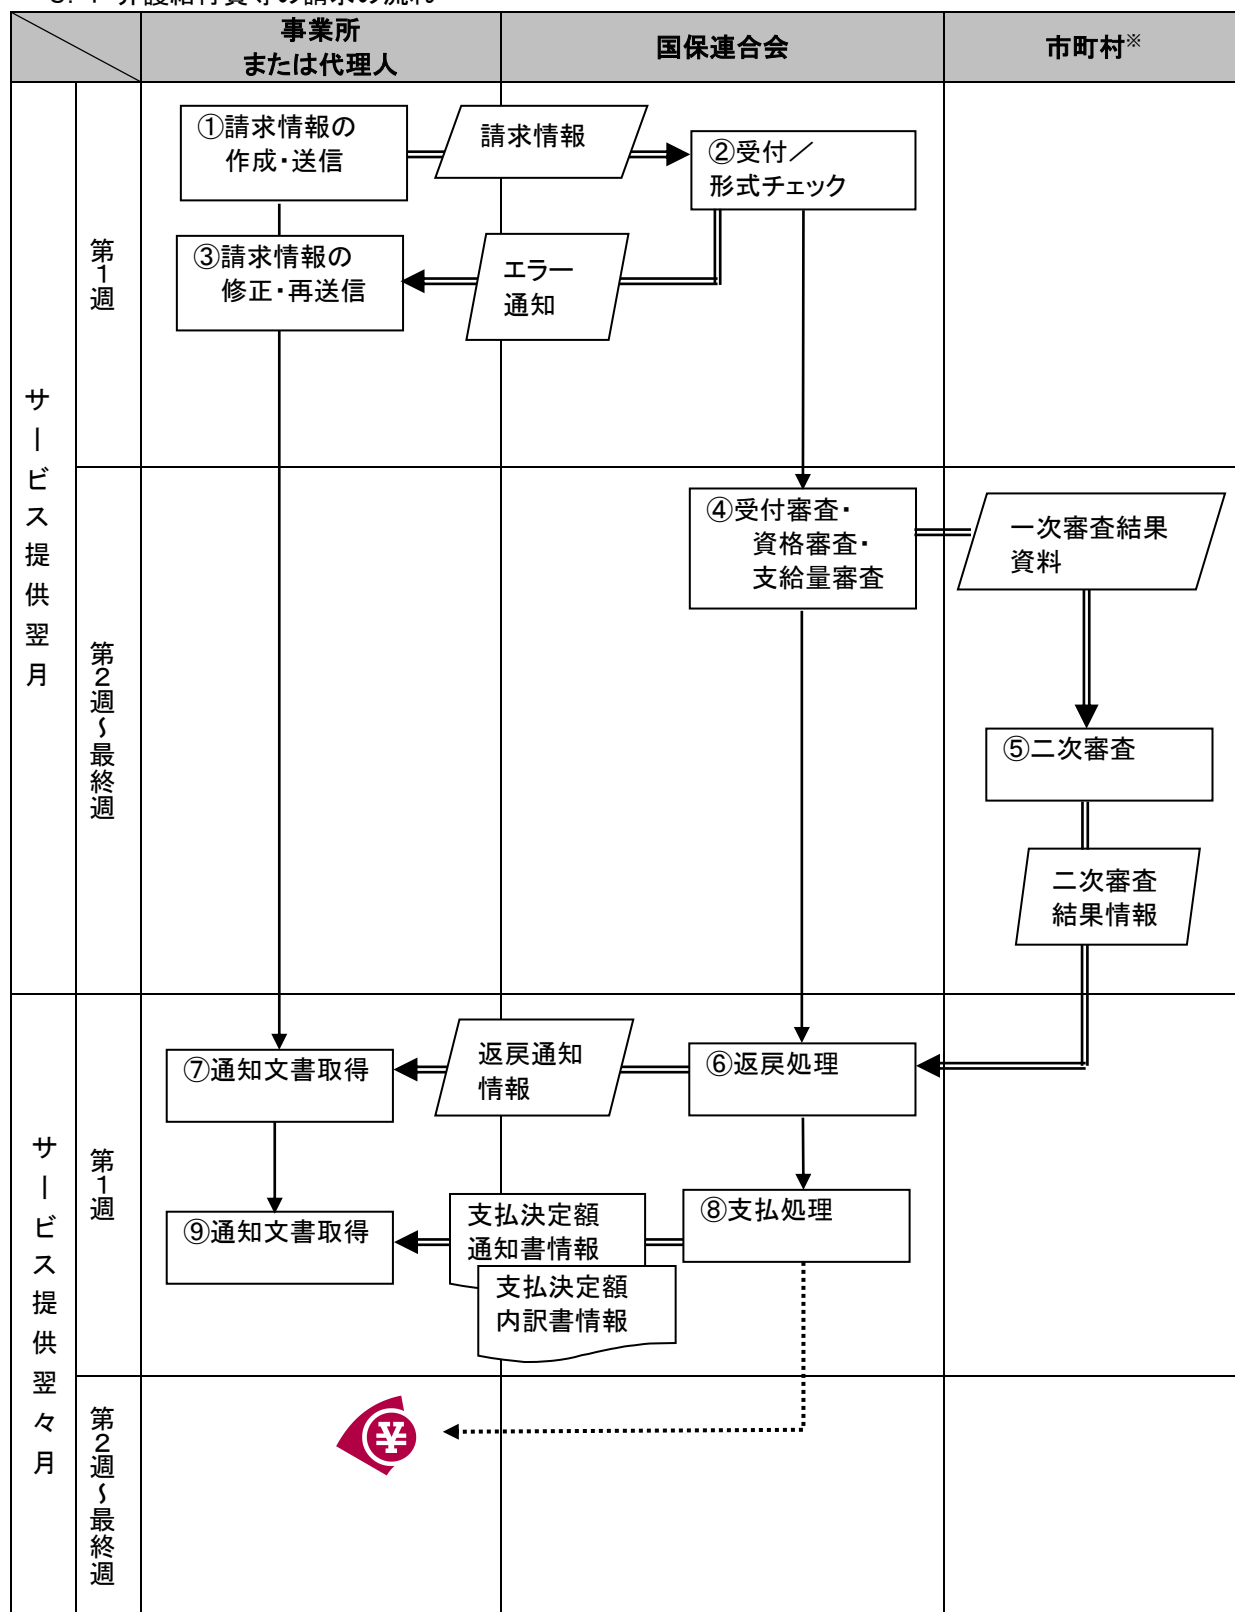 事業所
または代理人
国保連合会
市町村※
サービス提供翌月
第1週
①請求情報の
作成・送信
請求情報
②受付／
形式チェック
③請求情報の
修正・再送信
エラー
通知
第2週～最終週
④受付審査・
資格審査・
支給量審査
一次審査結果
資料
⑤二次審査
二次審査
結果情報
サービス提供翌々月
第1週
⑦通知文書取得
返戻通知
情報
⑥返戻処理
⑨通知文書取得
支払決定額
通知書情報
支払決定額
内訳書情報
⑧支払処理
第2週～最終週
¥